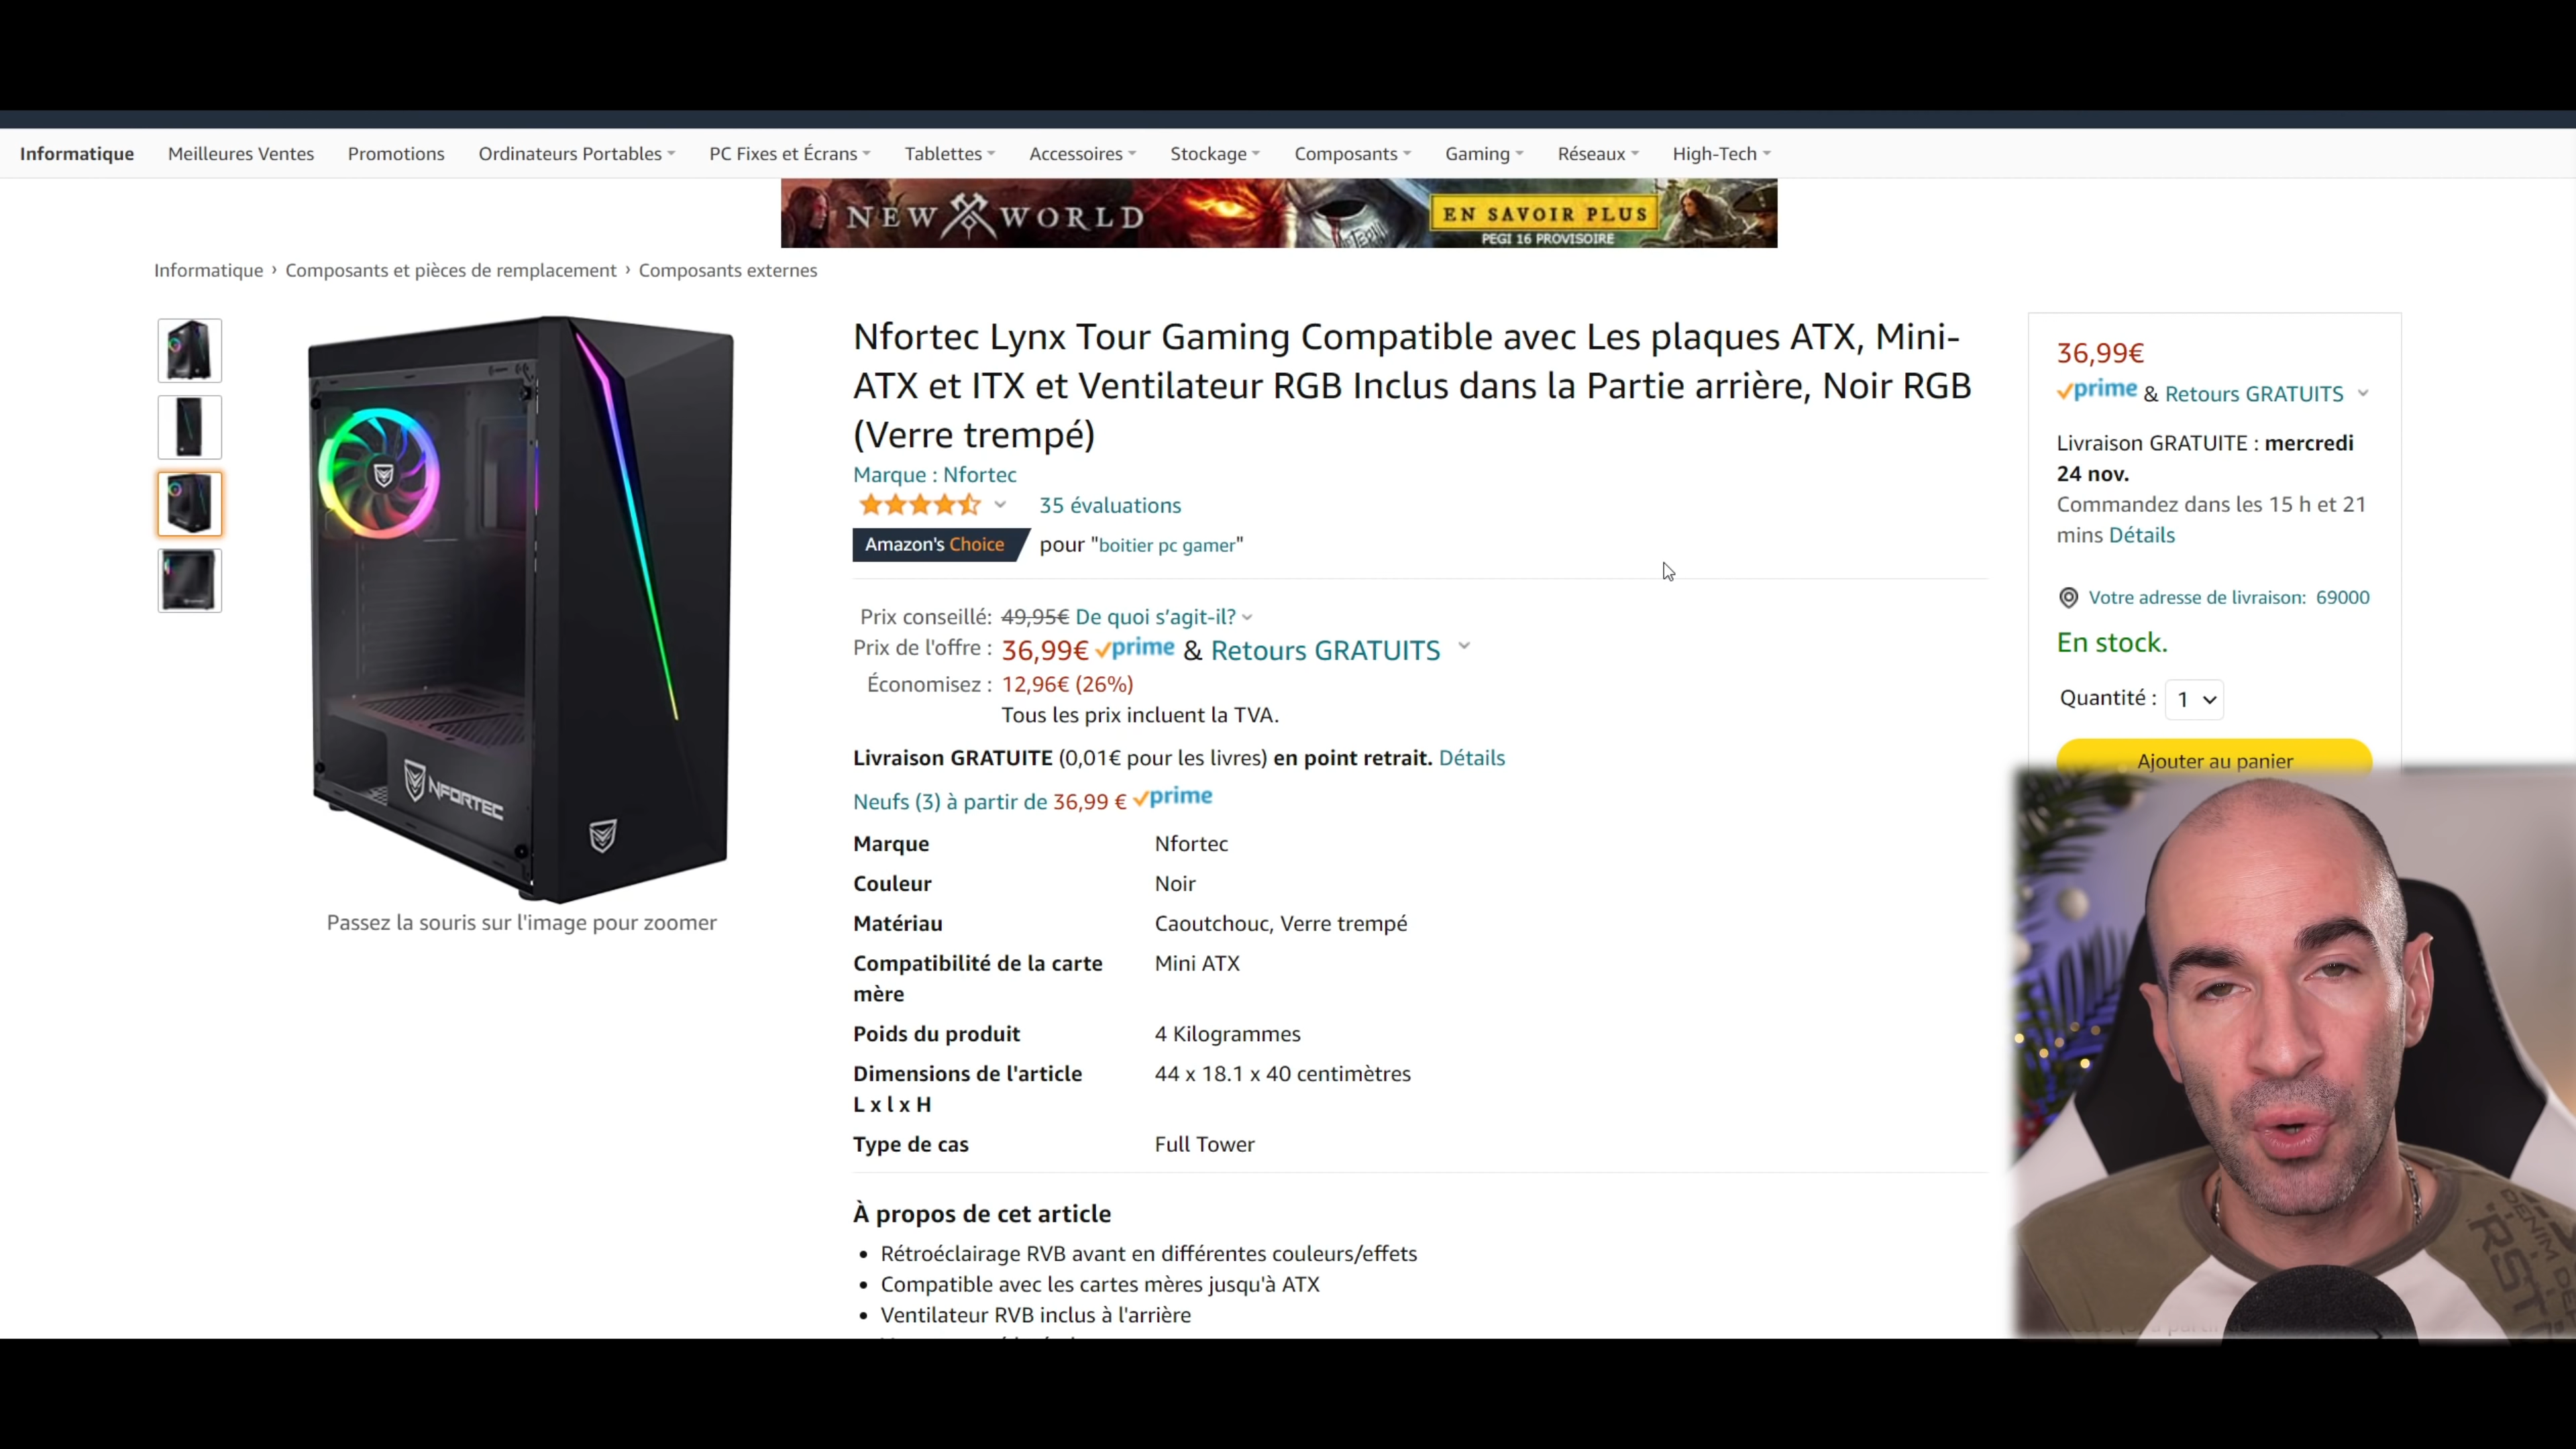 Informatique Meilleures Ventes Promotions Ordinateurs Portables PC Fixes et Écrans Tablettes Accessoires Stockage Composants Gaming Réseaux High-Tech
NEW WORLD
EN SAVOIR PLUS
PEGI 16 PROVISOIRE
Informatique › Composants et pièces de remplacement › Composants externes
NFORTEC
Passez la souris sur l'image pour zoomer
Nfortec Lynx Tour Gaming Compatible avec Les plaques ATX, Mini-
ATX et ITX et Ventilateur RGB Inclus dans la Partie arrière, Noir RGB
(Verre trempé)
Marque : Nfortec
35 évaluations
Amazon's Choice pour "boitier pc gamer"
Prix conseillé: 49,95€ De quoi s’agit-il?
Prix de l'offre : 36,99€ prime & Retours GRATUITS
Économisez : 12,96€ (26%)
Tous les prix incluent la TVA.
Livraison GRATUITE (0,01€ pour les livres) en point retrait. Détails
Neufs (3) à partir de 36,99 € prime
Marque Nfortec
Couleur Noir
Matériau Caoutchouc, Verre trempé
Compatibilité de la carte Mini ATX
mère
Poids du produit 4 Kilogrammes
Dimensions de l'article 44 x 18.1 x 40 centimètres
L x l x H
Type de cas Full Tower
À propos de cet article
• Rétroéclairage RVB avant en différentes couleurs/effets
• Compatible avec les cartes mères jusqu'à ATX
• Ventilateur RVB inclus à l'arrière
36,99€
prime & Retours GRATUITS
Livraison GRATUITE : mercredi
24 nov.
Commandez dans les 15 h et 21
mins Détails
Votre adresse de livraison: 69000
En stock.
Quantité : 1
Ajouter au panier